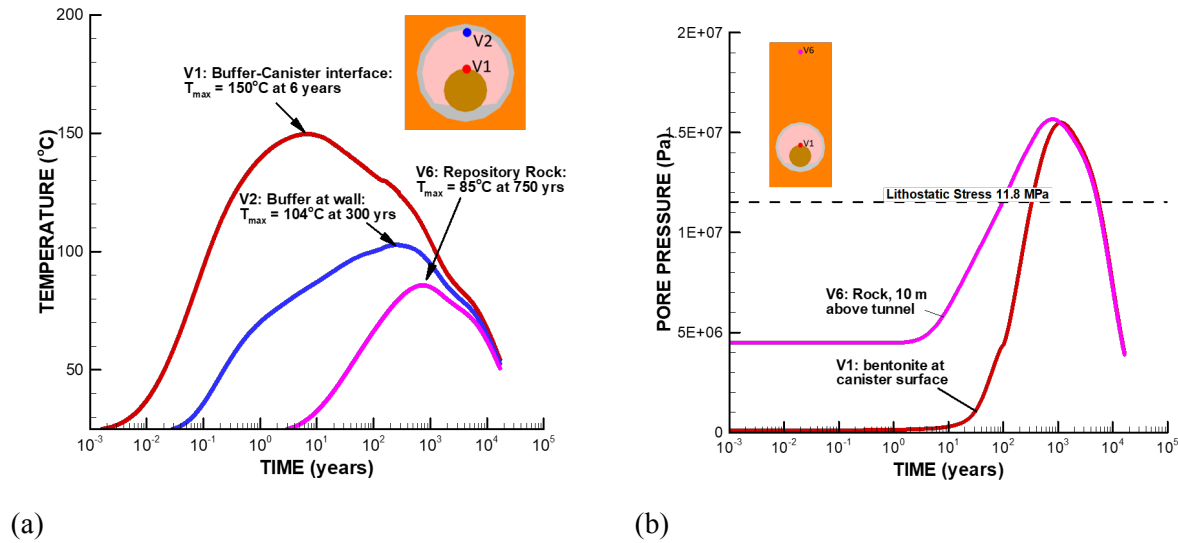 200
150
100
50
TEMPERATURE (°C)
V2
V1
V1: Buffer-Canister interface:
Tmax = 150°C at 6 years
V6: Repository Rock:
Tmax = 85°C at 750 yrs
V2: Buffer at wall:
Tmax = 104°C at 300 yrs
10-3 10-2 10-1 100 101 102 103 104 105
TIME (years)
(a)
2E+07
1.5E+07
1E+07
5E+06
0
PORE PRESSURE (Pa)
V6
V1
Lithostatic Stress 11.8 MPa
V6: Rock, 10 m
above tunnel
V1: bentonite at
canister surface
10-3 10-2 10-1 100 101 102 103 104 105
TIME (years)
(b)